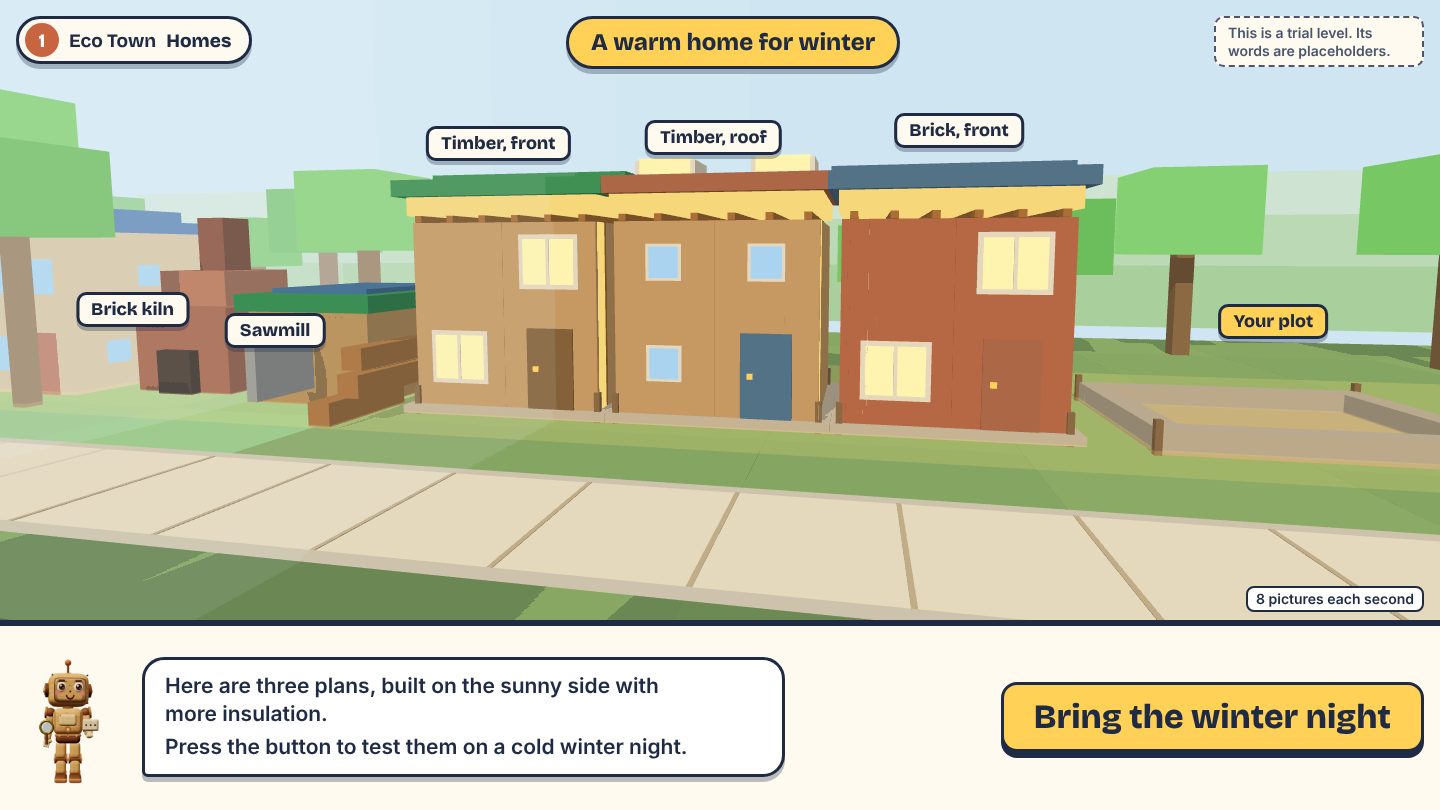 1 Eco Town Homes
A warm home for winter
This is a trial level. Its
words are placeholders.
Timber, front
Timber, roof
Brick, front
Brick kiln
Sawmill
Your plot
8 pictures each second
Here are three plans, built on the sunny side with
more insulation.
Press the button to test them on a cold winter night.
Bring the winter night